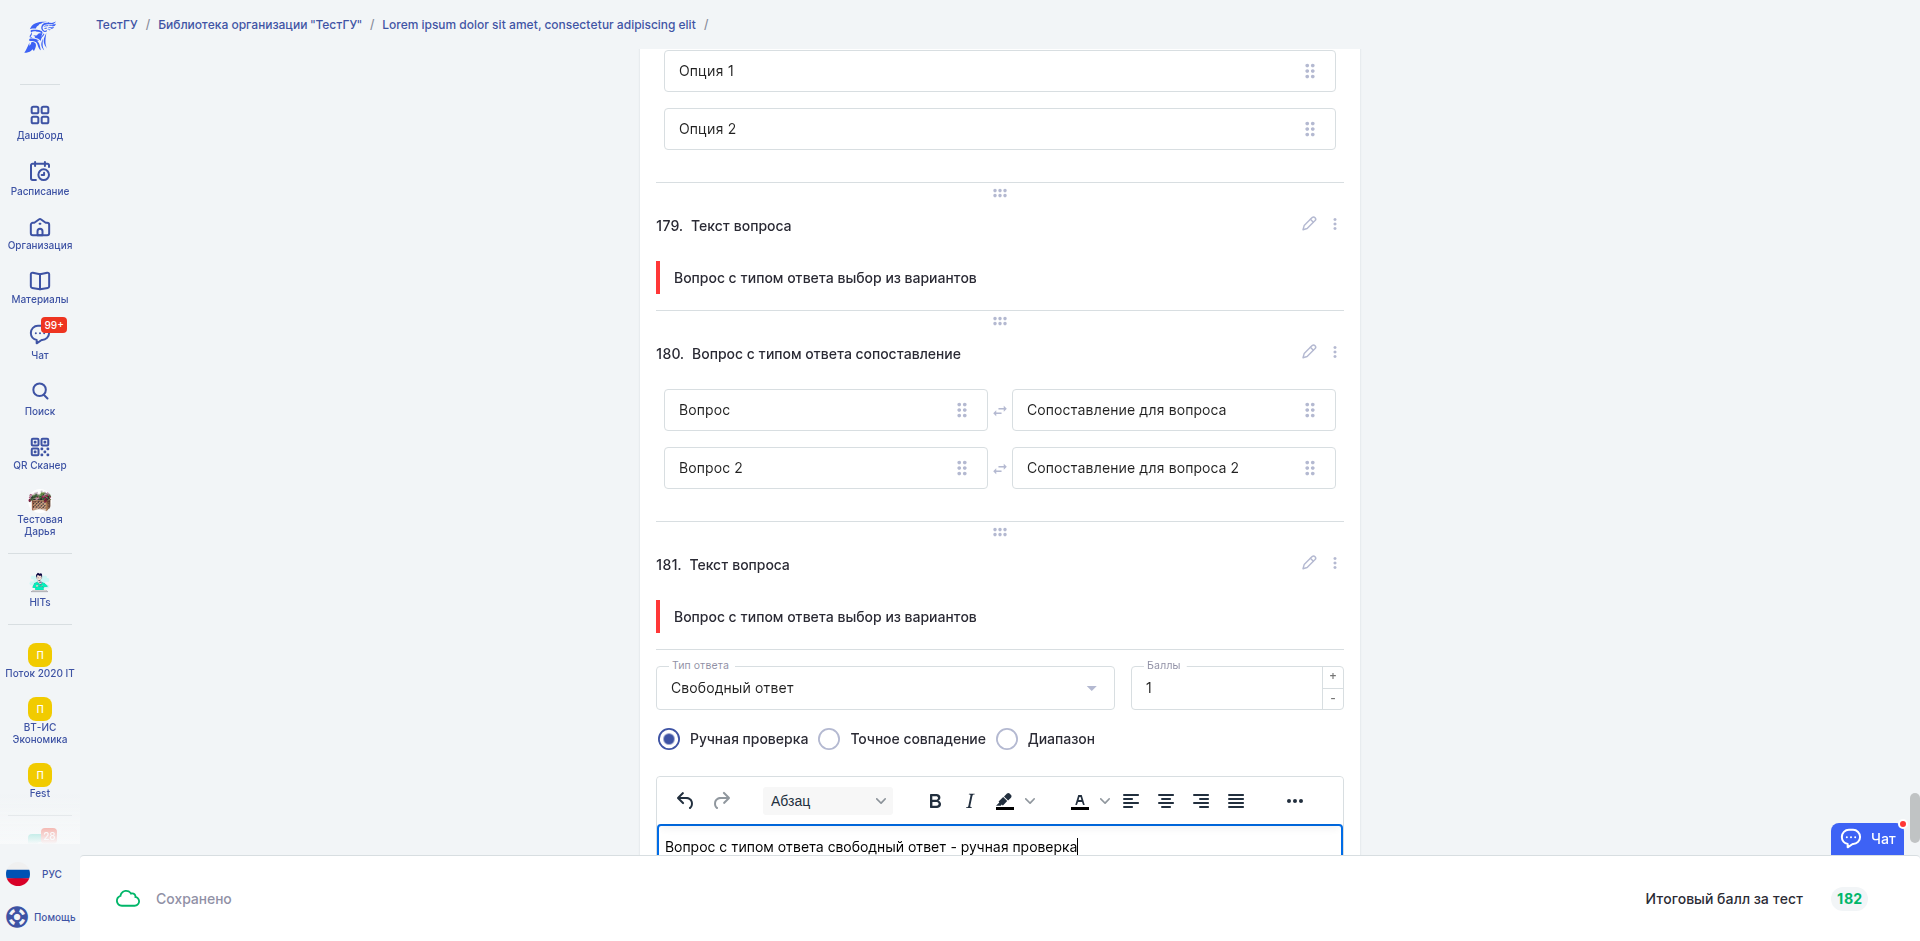 ТестГУ / Библиотека организации "ТестГУ" / Lorem ipsum dolor sit amet, consectetur adipiscing elit /
Дашборд
Расписание
Организация
Материалы
99+
Чат
Поиск
QR Сканер
Тестовая
Дарья
HITs
П
Поток 2020 IT
П
ВТ-ИС
Экономика
П
Fest
28
РУС
Помощь
Опция 1
Опция 2
179. Текст вопроса
Вопрос с типом ответа выбор из вариантов
180. Вопрос с типом ответа сопоставление
Вопрос Сопоставление для вопроса
Вопрос 2 Сопоставление для вопроса 2
181. Текст вопроса
Вопрос с типом ответа выбор из вариантов
Тип ответа Баллы
Свободный ответ 1 + -
Ручная проверка Точное совпадение Диапазон
Абзац B I A
Вопрос с типом ответа свободный ответ - ручная проверка
Чат
Сохранено Итоговый балл за тест 182